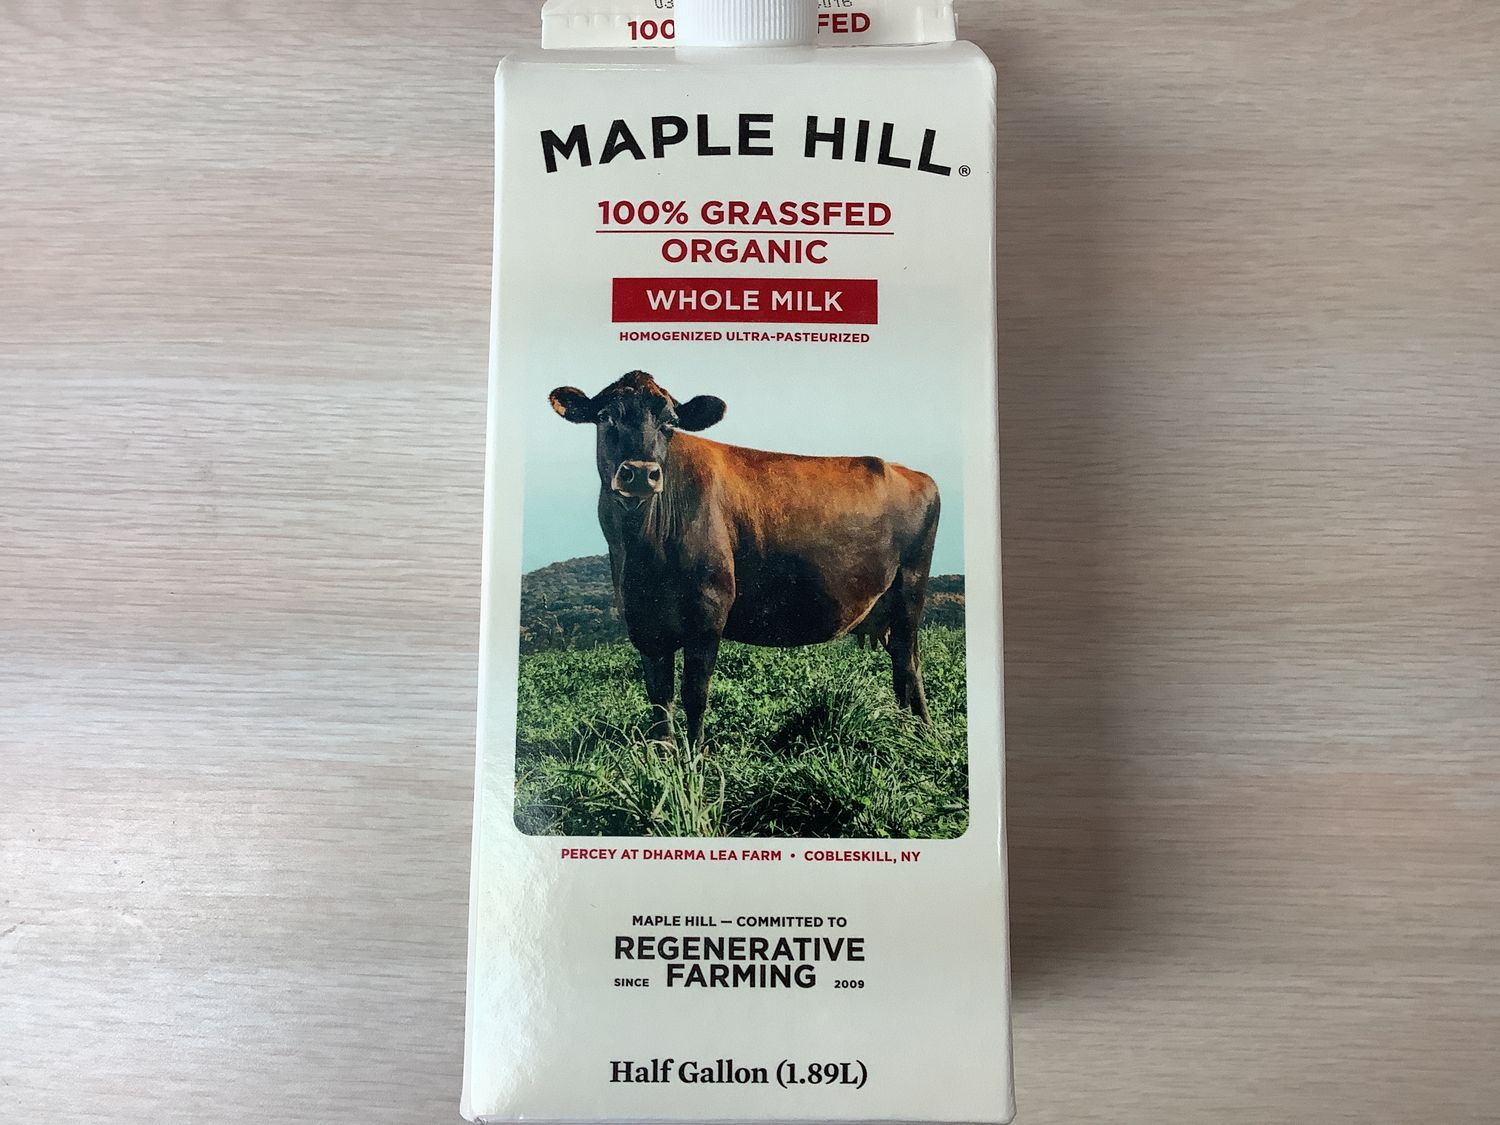 100 FED
MAPLE HILL®
100% GRASSFED
ORGANIC
WHOLE MILK
HOMOGENIZED ULTRA-PASTEURIZED
PERCEY AT DHARMA LEA FARM • COBLESKILL, NY
MAPLE HILL — COMMITTED TO
REGENERATIVE
SINCE FARMING 2009
Half Gallon (1.89L)